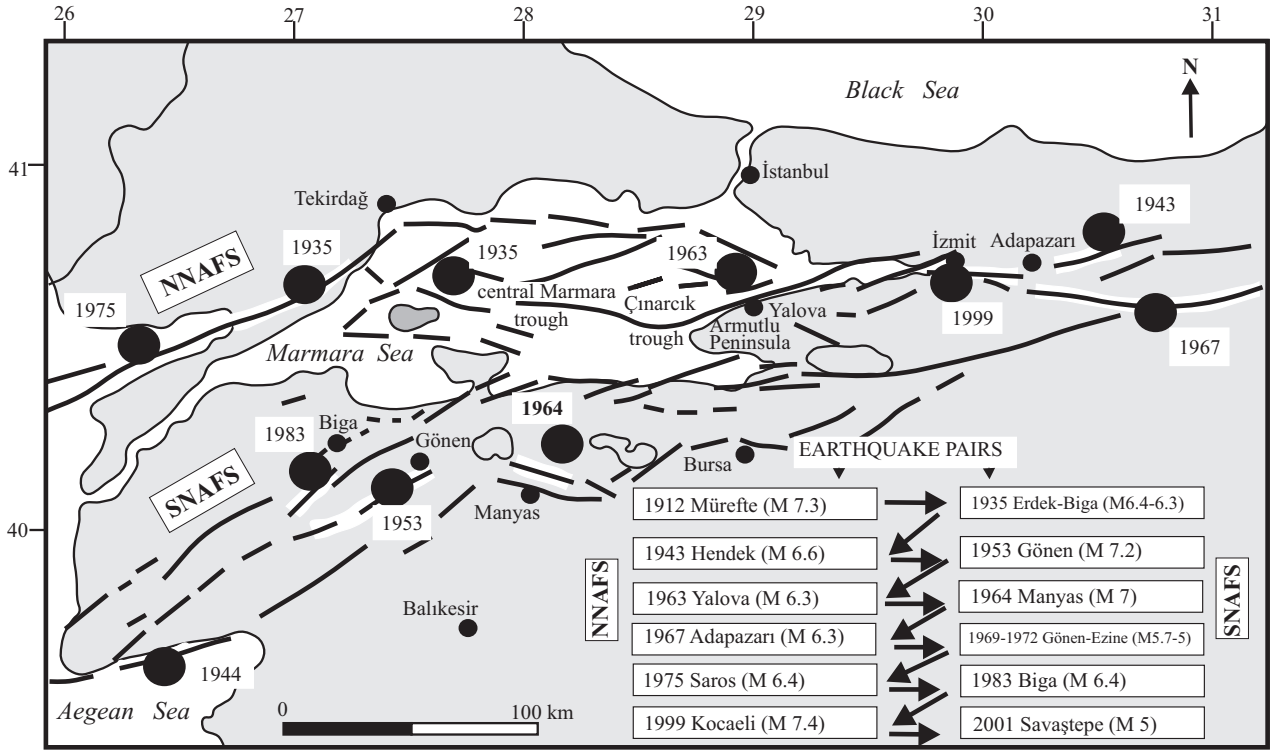 26 27 28 29 30 31
N
Black Sea
41
İstanbul
Tekirdağ
1943
1935
1935
1963
İzmit
Adapazarı
NNAFS
1975
central Marmara
trough
Çınarcık
trough
Yalova
Armutlu
Peninsula
1999
1967
Marmara Sea
1964
1983
Biga
Gönen
SNAFS
Bursa
EARTHQUAKE PAIRS
Manyas
1953
40
NNAFS
SNAFS
1912 Mürefte (M 7.3)
1935 Erdek-Biga (M6.4-6.3)
1943 Hendek (M 6.6)
1953 Gönen (M 7.2)
1963 Yalova (M 6.3)
1964 Manyas (M 7)
1967 Adapazarı (M 6.3)
1969-1972 Gönen-Ezine (M5.7-5)
1975 Saros (M 6.4)
1983 Biga (M 6.4)
1999 Kocaeli (M 7.4)
2001 Savaştepe (M 5)
Balıkesir
1944
Aegean Sea
0 100 km